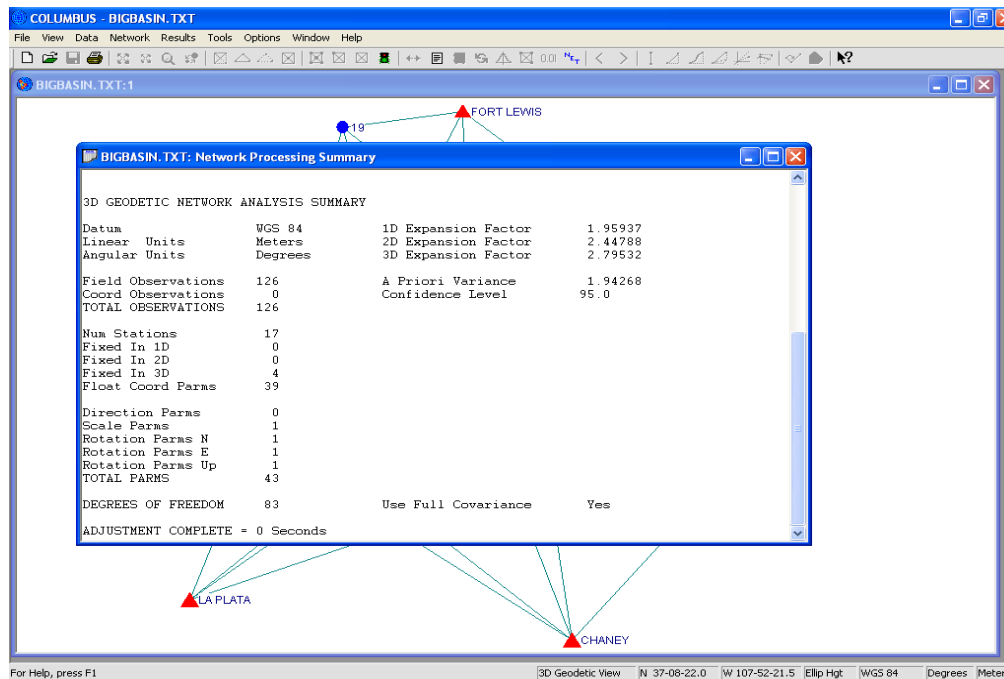 COLUMBUS - BIGBASIN.TXT
File View Data Network Results Tools Options Window Help
0.01
BIGBASIN.TXT:1
FORT LEWIS
19
BIGBASIN.TXT: Network Processing Summary
3D GEODETIC NETWORK ANALYSIS SUMMARY
Datum WGS 84 1D Expansion Factor 1.95937
Linear Units Meters 2D Expansion Factor 2.44788
Angular Units Degrees 3D Expansion Factor 2.79532
Field Observations 126 A Priori Variance 1.94268
Coord Observations 0 Confidence Level 95.0
TOTAL OBSERVATIONS 126
Num Stations 17
Fixed In 1D 0
Fixed In 2D 0
Fixed In 3D 4
Float Coord Parms 39
Direction Parms 0
Scale Parms 1
Rotation Parms N 1
Rotation Parms E 1
Rotation Parms Up 1
TOTAL PARMS 43
DEGREES OF FREEDOM 83 Use Full Covariance Yes
ADJUSTMENT COMPLETE = 0 Seconds
LA PLATA
CHANEY
For Help, press F1 3D Geodetic View N 37-08-22.0 W 107-52-21.5 Ellip Hgt WGS 84 Degrees Meter